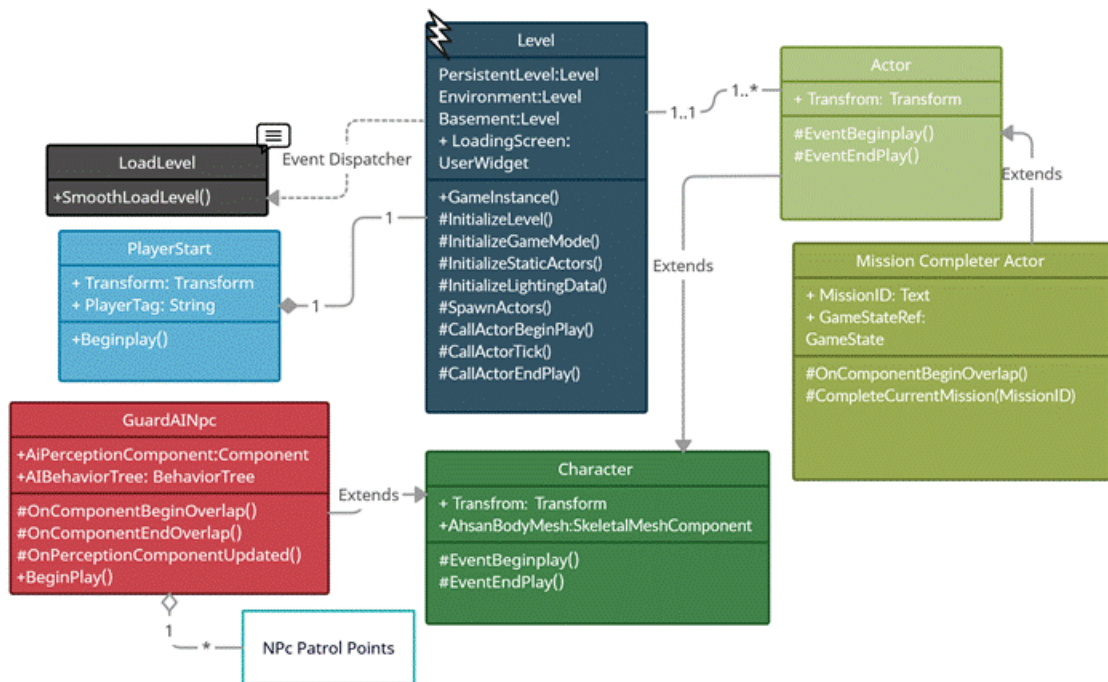 Level
PersistentLevel:Level
Environment:Level
Basement:Level
+ LoadingScreen:
UserWidget
+GameInstance()
#InitializeLevel()
#InitializeGameMode()
#InitializeStaticActors()
#InitializeLightingData()
#SpawnActors()
#CallActorBeginPlay()
#CallActorTick()
#CallActorEndPlay()
1..1
1..*
Actor
+ Transfrom: Transform
#EventBeginplay()
#EventEndPlay()
Extends
Extends
Event Dispatcher
LoadLevel
+SmoothLoadLevel()
1
1
PlayerStart
+ Transform: Transform
+ PlayerTag: String
+Beginplay()
Mission Completer Actor
+ MissionID: Text
+ GameStateRef:
GameState
#OnComponentBeginOverlap()
#CompleteCurrentMission(MissionID)
GuardAINpc
+AiPerceptionComponent:Component
+AIBehaviorTree: BehaviorTree
#OnComponentBeginOverlap()
#OnComponentEndOverlap()
#OnPerceptionComponentUpdated()
+BeginPlay()
Extends
Character
+ Transfrom: Transform
+AhsanBodyMesh:SkeletalMeshComponent
#EventBeginplay()
#EventEndPlay()
1
*
NPc Patrol Points